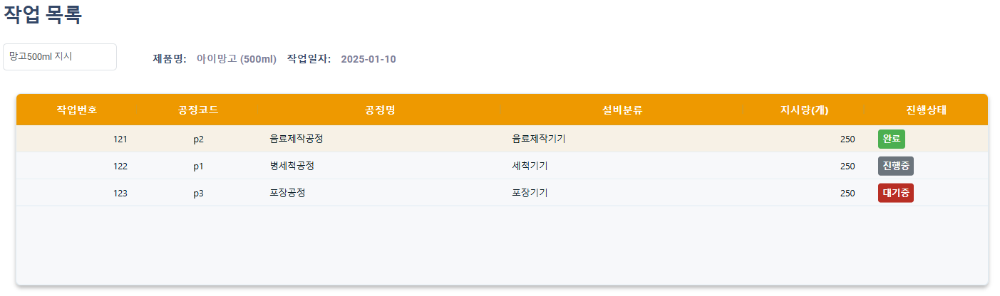 작업 목록
망고500ml 지시
제품명: 아이망고 (500ml) 작업일자: 2025-01-10
작업번호 공정코드 공정명 설비분류 지시량(개) 진행상태
121 p2 음료제작공정 음료제작기기 250 완료
122 p1 병세척공정 세척기기 250 진행중
123 p3 포장공정 포장기기 250 대기중